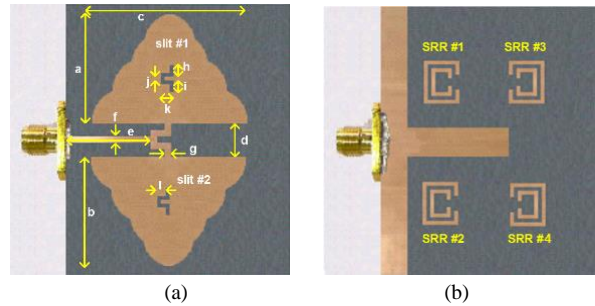 c
slit #1
a
h
j
i
k
f
e
d
g
l
slit #2
b
SRR #1 SRR #3
SRR #2 SRR #4
(a) (b)